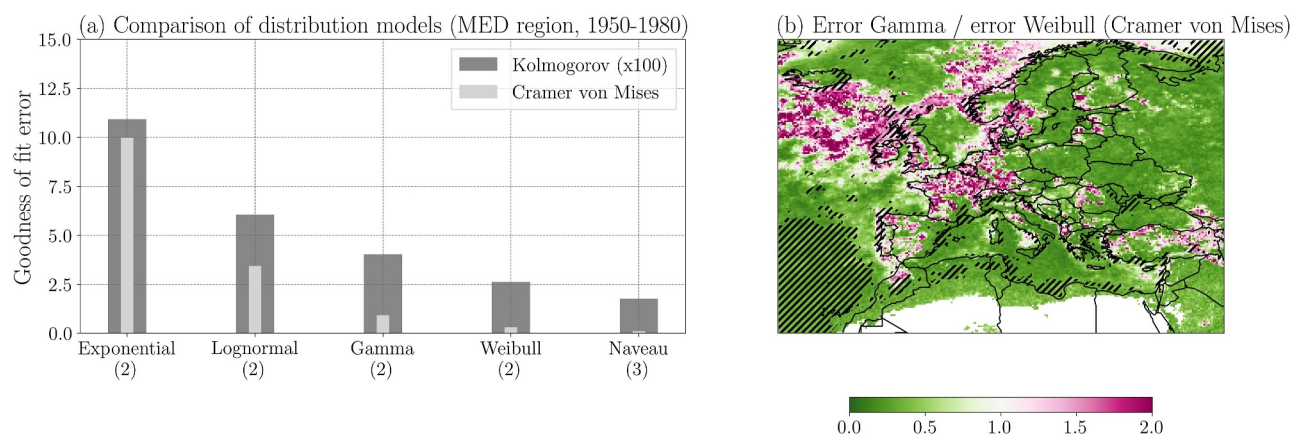 (a) Comparison of distribution models (MED region, 1950-1980)
15.0
12.5
10.0
7.5
5.0
2.5
0.0
Goodness of fit error
Kolmogorov (x100)
Cramer von Mises
Exponential
(2)
Lognormal
(2)
Gamma
(2)
Weibull
(2)
Naveau
(3)
(b) Error Gamma / error Weibull (Cramer von Mises)
0.0 0.5 1.0 1.5 2.0